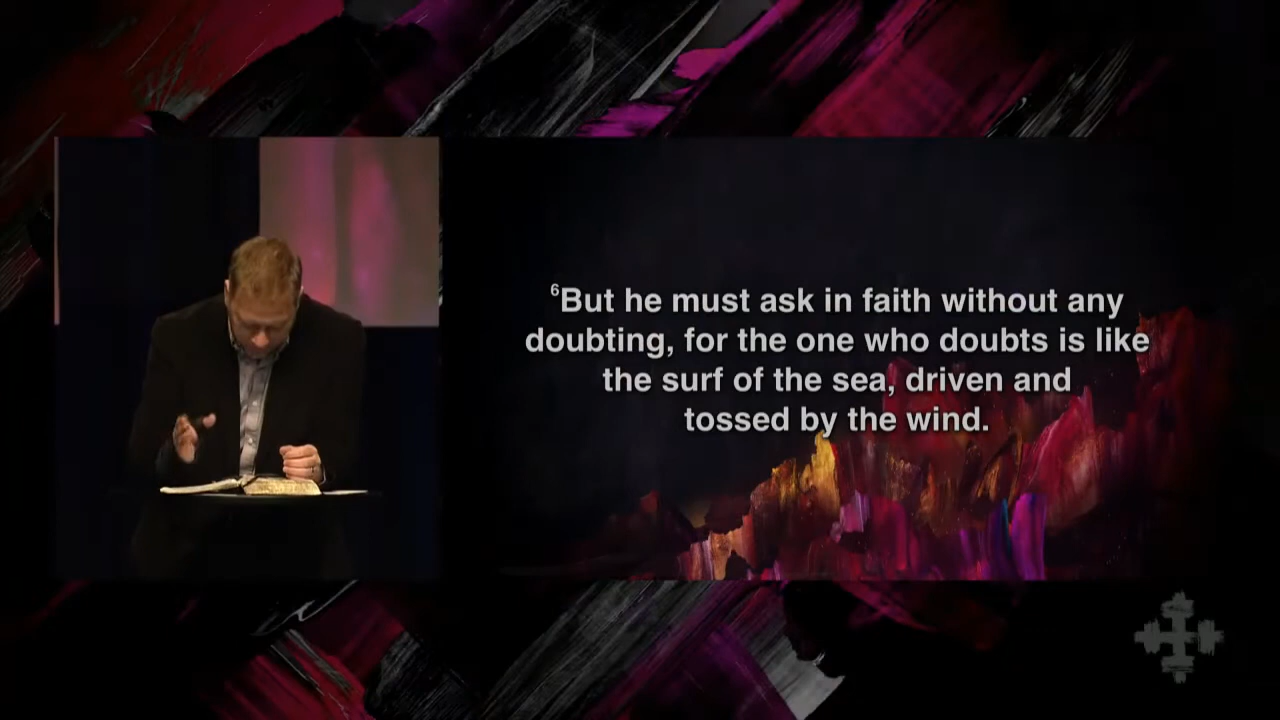 ⁶But he must ask in faith without any
doubting, for the one who doubts is like
the surf of the sea, driven and
tossed by the wind.